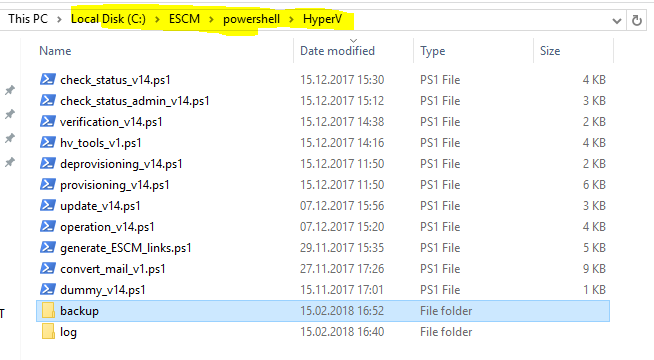 This PC > Local Disk (C:) > ESCM > powershell > HyperV
Name Date modified Type Size
check_status_v14.ps1 15.12.2017 15:30 PS1 File 4 KB
check_status_admin_v14.ps1 15.12.2017 15:12 PS1 File 3 KB
verification_v14.ps1 15.12.2017 14:38 PS1 File 2 KB
hv_tools_v1.ps1 15.12.2017 14:16 PS1 File 4 KB
deprovisioning_v14.ps1 15.12.2017 11:50 PS1 File 2 KB
provisioning_v14.ps1 15.12.2017 11:50 PS1 File 6 KB
update_v14.ps1 07.12.2017 15:56 PS1 File 3 KB
operation_v14.ps1 07.12.2017 15:20 PS1 File 4 KB
generate_ESCM_links.ps1 29.11.2017 15:35 PS1 File 5 KB
convert_mail_v1.ps1 27.11.2017 17:26 PS1 File 9 KB
dummy_v14.ps1 15.11.2017 17:01 PS1 File 1 KB
T backup 15.02.2018 16:52 File folder
log 15.02.2018 16:40 File folder